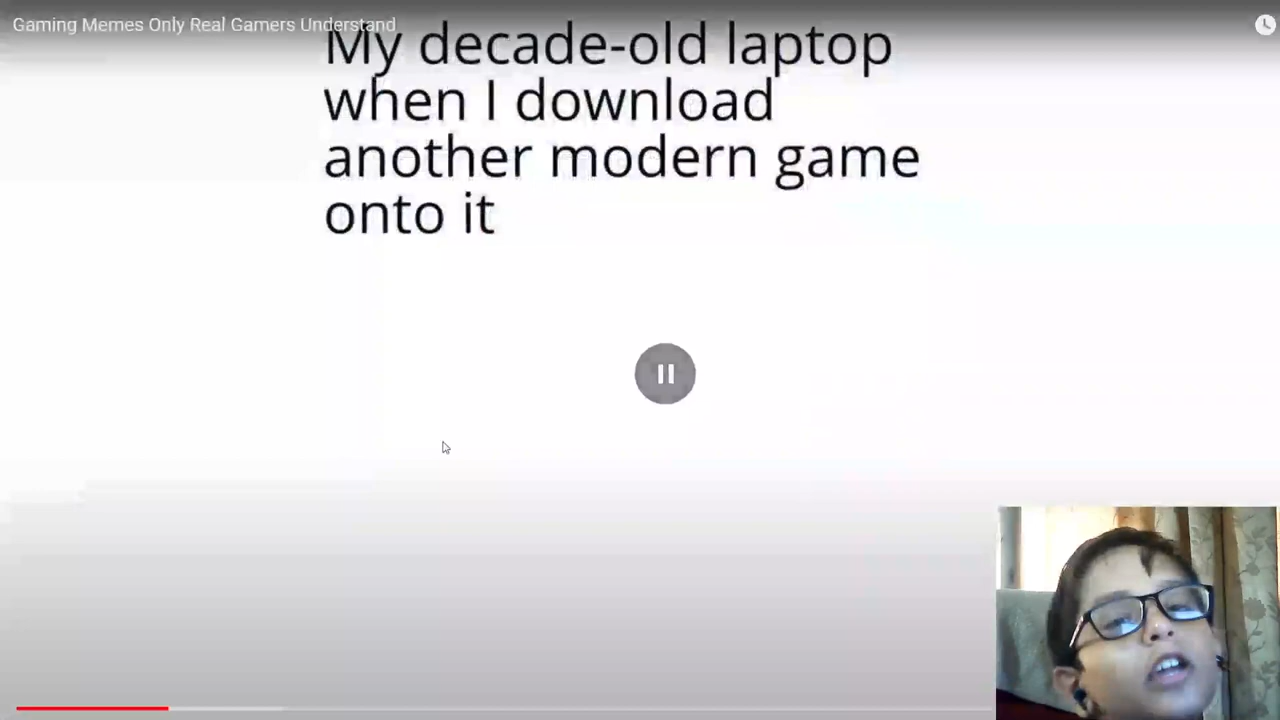 Gaming Memes Only Real Gamers Understand
My decade-old laptop
when I download
another modern game
onto it